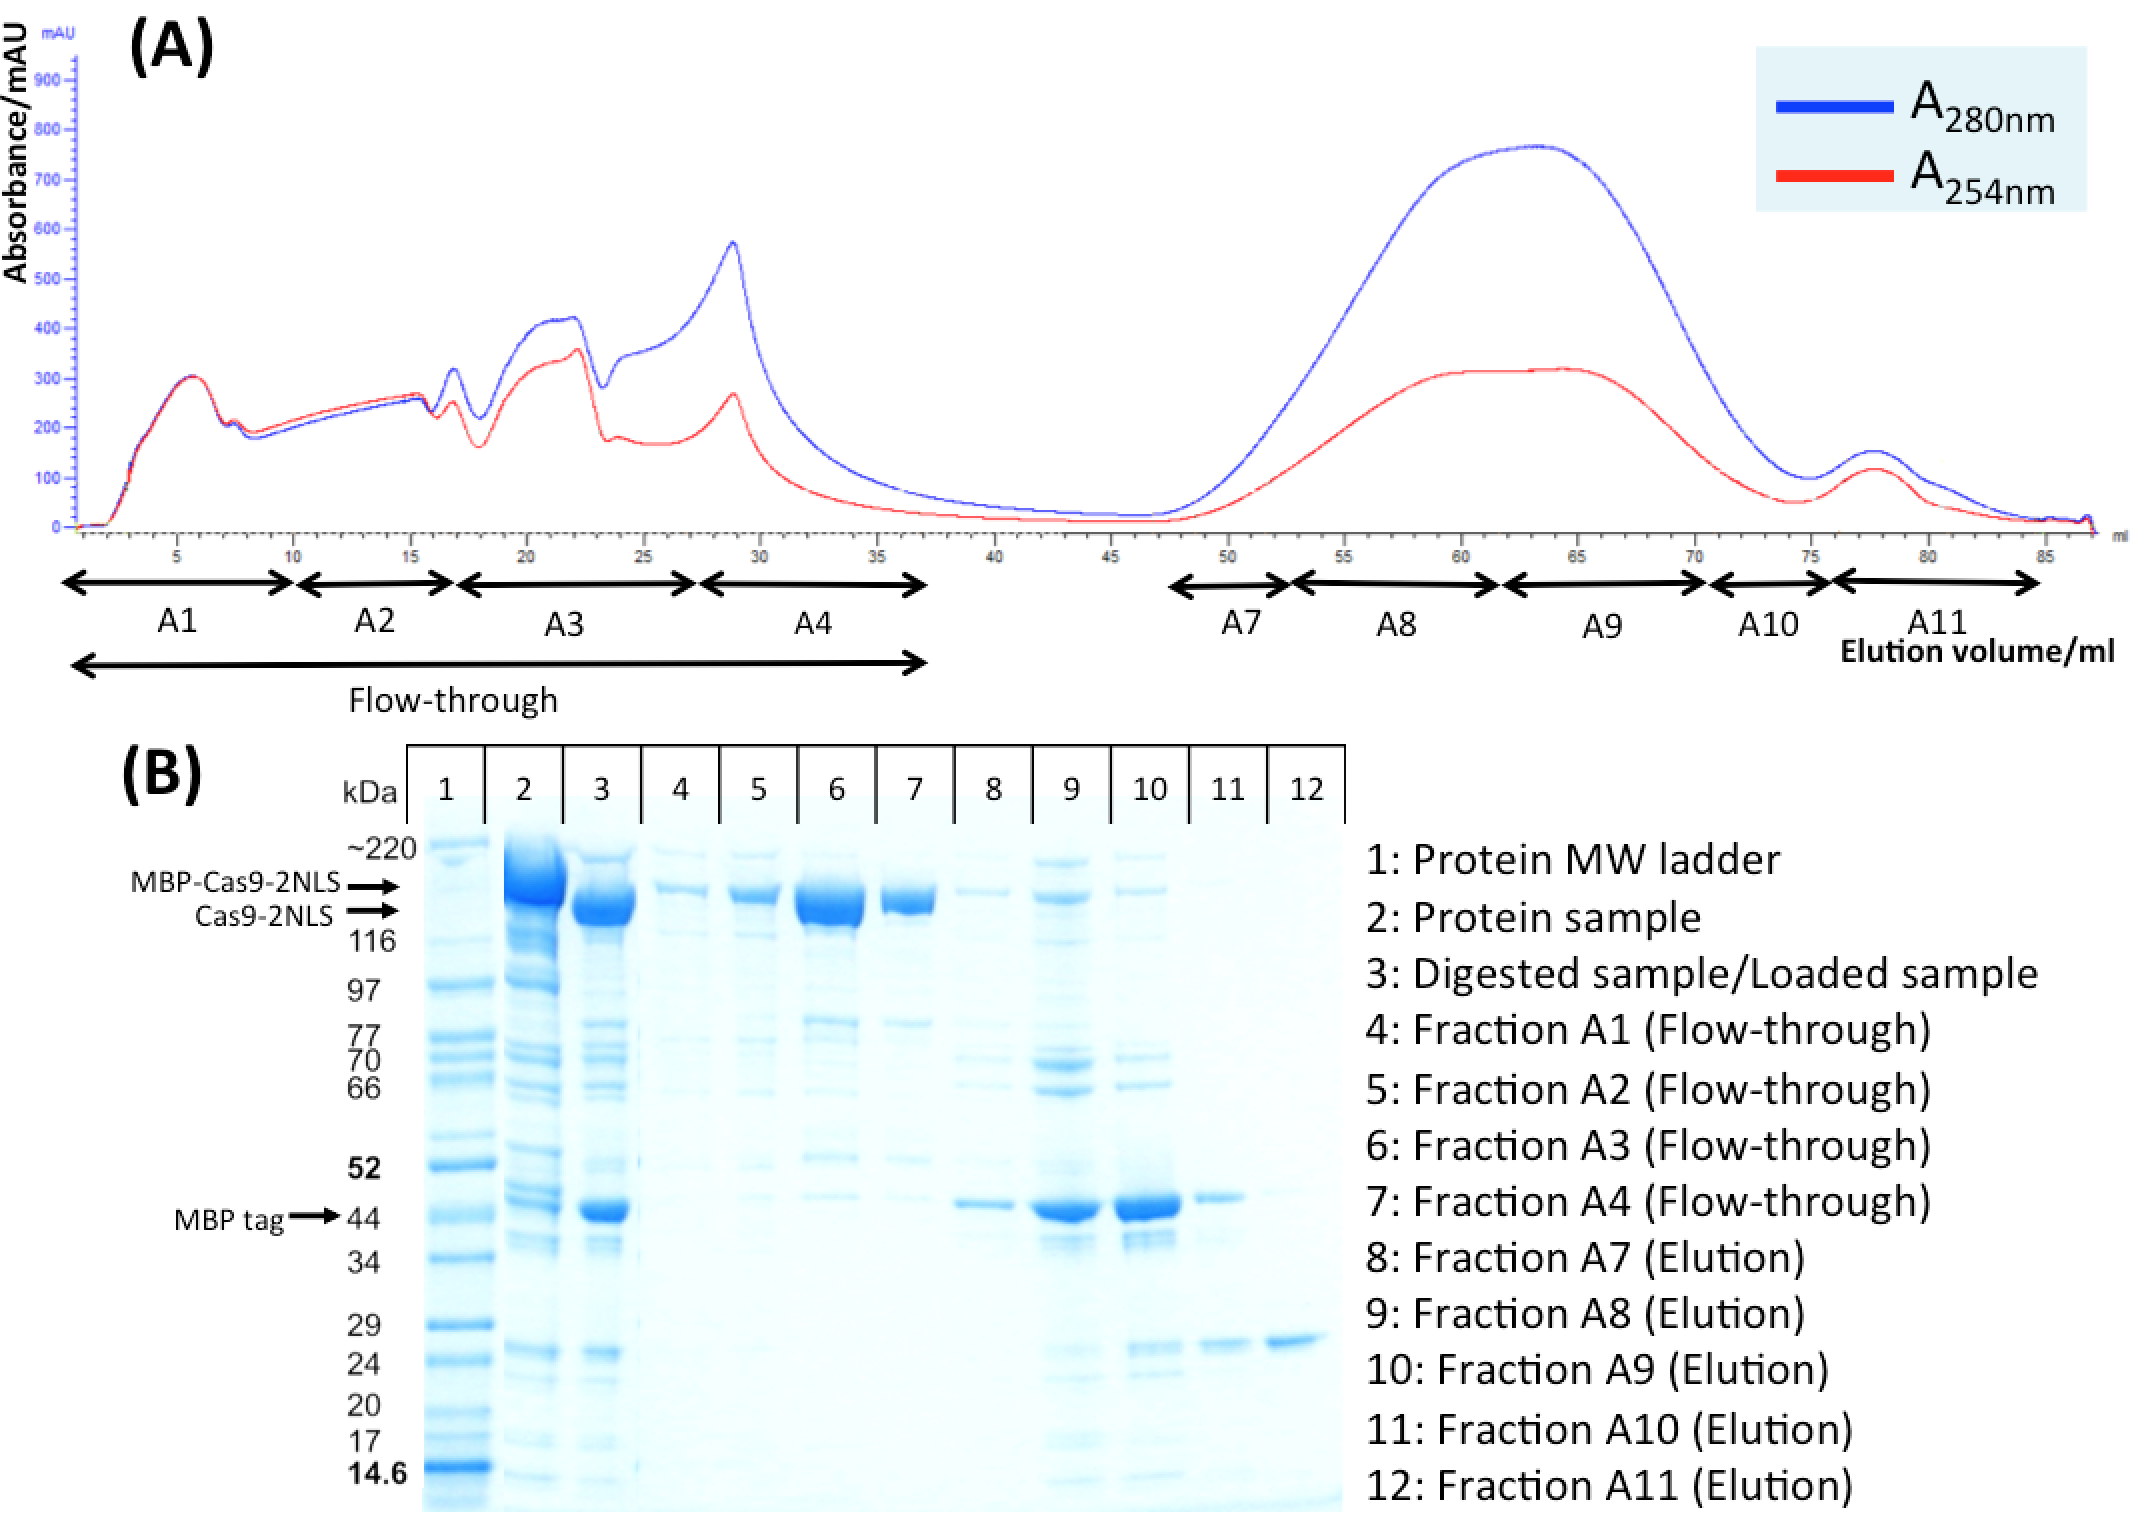 (A)
mAU
Absorbance/mAU
900
800
700
600
500
400
300
200
100
0
A280nm
A254nm
5 10 15 20 25 30 35 40 45 50 55 60 65 70 75 80 85 ml
A1 A2 A3 A4 A7 A8 A9 A10 A11
Elution volume/ml
Flow-through
(B)
kDa 1 2 3 4 5 6 7 8 9 10 11 12
~220
MBP-Cas9-2NLS
Cas9-2NLS
116
97
77
70
66
52
MBP tag 44
34
29
24
20
17
14.6
1: Protein MW ladder
2: Protein sample
3: Digested sample/Loaded sample
4: Fraction A1 (Flow-through)
5: Fraction A2 (Flow-through)
6: Fraction A3 (Flow-through)
7: Fraction A4 (Flow-through)
8: Fraction A7 (Elution)
9: Fraction A8 (Elution)
10: Fraction A9 (Elution)
11: Fraction A10 (Elution)
12: Fraction A11 (Elution)